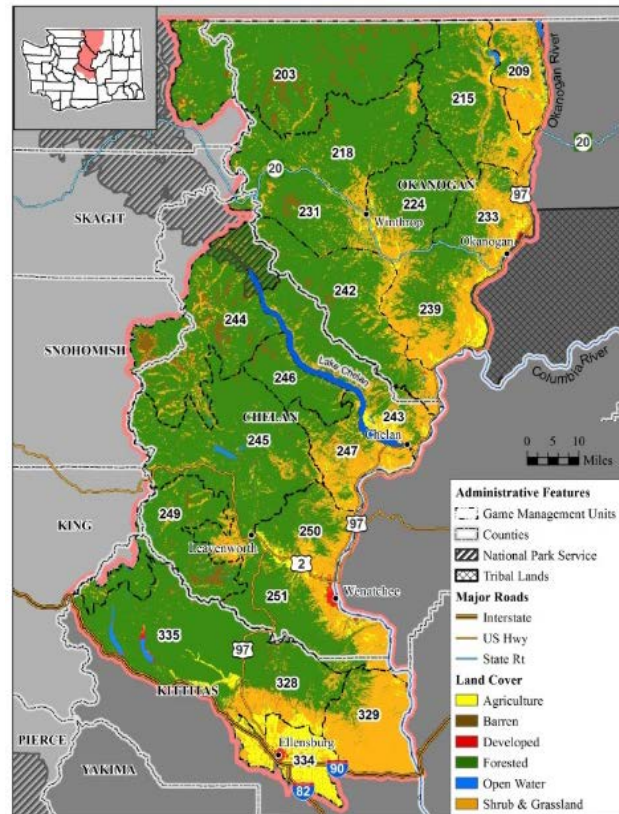 203
209
215
Okanogan River
20
218
20
OKANOGAN
97
224
231
233
Winthrop
SKAGIT
Okanogan
242
239
244
SNOHOMISH
Columbia River
Lake Chelan
246
243
CHELAN
Chelan
245
247
0 5 10
Miles
KING
249
250
97
Leavenworth
2
Wenatchee
251
335
97
328
KITTITAS
329
PIERCE
Ellensburg
334
90
YAKIMA
82
Administrative Features
Game Management Units
Counties
National Park Service
Tribal Lands
Major Roads
Interstate
US Hwy
State Rt
Land Cover
Agriculture
Barren
Developed
Forested
Open Water
Shrub & Grassland